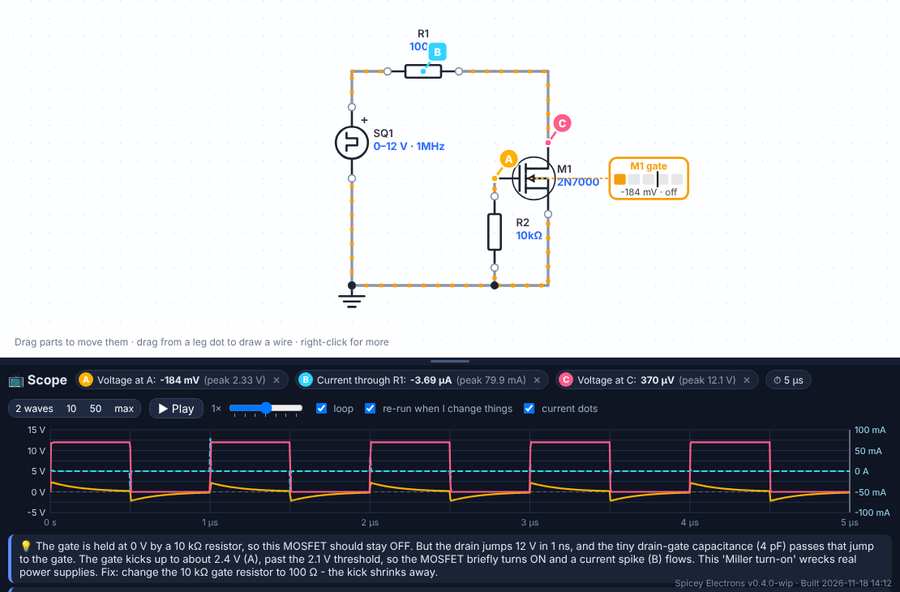 R1
100
B
+
SQ1
0–12 V · 1MHz
C
A
M1
2N7000
M1 gate
-184 mV · off
R2
10kΩ
Drag parts to move them · drag from a leg dot to draw a wire · right-click for more
📺 Scope
A Voltage at A: -184 mV (peak 2.33 V) ×
B Current through R1: -3.69 µA (peak 79.9 mA) ×
C Voltage at C: 370 µV (peak 12.1 V) ×
⏱ 5 µs
2 waves 10 50 max
▶ Play
1×
loop
re-run when I change things
current dots
15 V
10 V
5 V
0 V
-5 V
100 mA
50 mA
0 A
-50 mA
-100 mA
0 s
1 µs
2 µs
3 µs
4 µs
5 µs
💡 The gate is held at 0 V by a 10 kΩ resistor, so this MOSFET should stay OFF. But the drain jumps 12 V in 1 ns, and the tiny drain-gate capacitance (4 pF) passes that jump
to the gate. The gate kicks up to about 2.4 V (A), past the 2.1 V threshold, so the MOSFET briefly turns ON and a current spike (B) flows. This 'Miller turn-on' wrecks real
power supplies. Fix: change the 10 kΩ gate resistor to 100 Ω - the kick shrinks away.
Spicey Electrons v0.4.0-wip · Built 2026-11-18 14:12